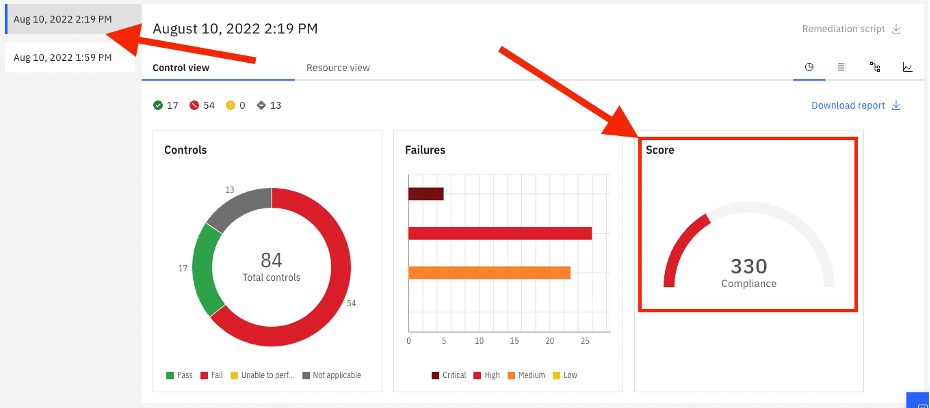 Aug 10, 2022 2:19 PM
Aug 10, 2022 1:59 PM
August 10, 2022 2:19 PM
Remediation script
Control view
Resource view
17
54
0
13
Download report
Controls
13
17
84
Total controls
54
Pass
Fail
Unable to perf...
Not applicable
Failures
0
5
10
15
20
25
Critical
High
Medium
Low
Score
330
Compliance